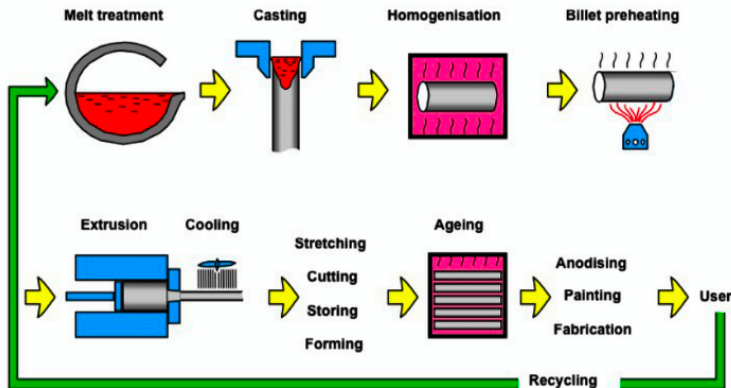 Melt treatment
Casting
Homogenisation
Billet preheating
Extrusion
Cooling
Stretching
Cutting
Storing
Forming
Ageing
Anodising
Painting
Fabrication
User
Recycling